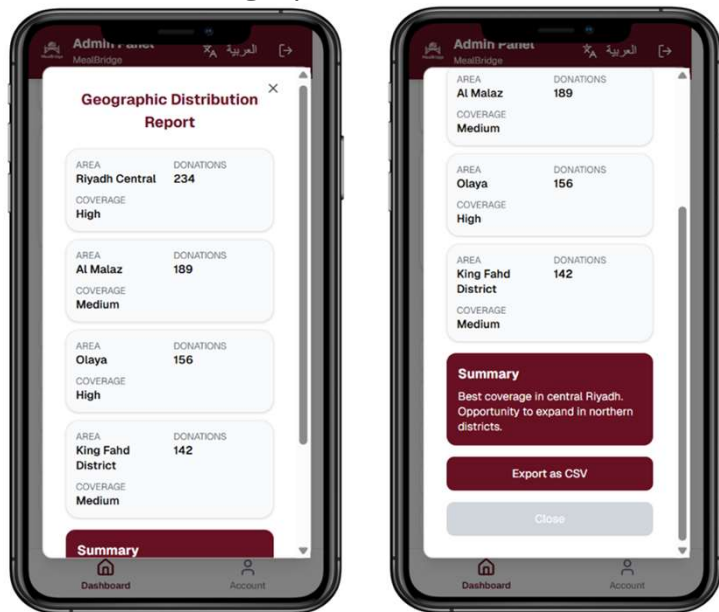 Admin Panel
MealBridge
العربية
Geographic Distribution
Report
AREA DONATIONS
Riyadh Central 234
COVERAGE
High
AREA DONATIONS
Al Malaz 189
COVERAGE
Medium
AREA DONATIONS
Olaya 156
COVERAGE
High
AREA DONATIONS
King Fahd 142
District
COVERAGE
Medium
Summary
Dashboard Account
Admin Panel
MealBridge
العربية
AREA DONATIONS
Al Malaz 189
COVERAGE
Medium
AREA DONATIONS
Olaya 156
COVERAGE
High
AREA DONATIONS
King Fahd 142
District
COVERAGE
Medium
Summary
Best coverage in central Riyadh.
Opportunity to expand in northern
districts.
Export as CSV
Close
Dashboard Account